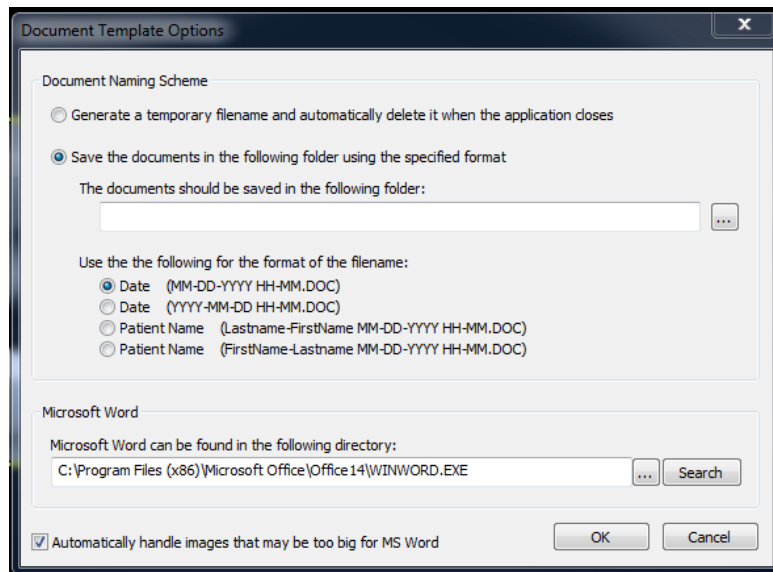 Document Template Options
X
Document Naming Scheme
Generate a temporary filename and automatically delete it when the application closes
Save the documents in the following folder using the specified format
The documents should be saved in the following folder:
...
Use the the following for the format of the filename:
Date (MM-DD-YYYY HH-MM.DOC)
Date (YYYY-MM-DD HH-MM.DOC)
Patient Name (Lastname-FirstName MM-DD-YYYY HH-MM.DOC)
Patient Name (FirstName-Lastname MM-DD-YYYY HH-MM.DOC)
Microsoft Word
Microsoft Word can be found in the following directory:
C:\Program Files (x86)\Microsoft Office\Office14\WINWORD.EXE ... Search
Automatically handle images that may be too big for MS Word OK Cancel